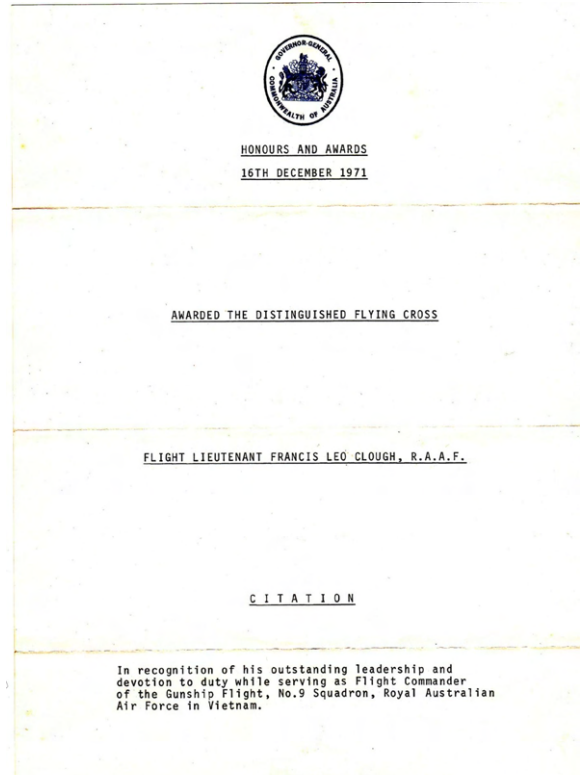 GOVERNOR-GENERAL
COMMONWEALTH OF AUSTRALIA
HONOURS AND AWARDS
16TH DECEMBER 1971
AWARDED THE DISTINGUISHED FLYING CROSS
FLIGHT LIEUTENANT FRANCIS LEO CLOUGH, R.A.A.F.
C I T A T I O N
In recognition of his outstanding leadership and
devotion to duty while serving as Flight Commander
of the Gunship Flight, No.9 Squadron, Royal Australian
Air Force in Vietnam.